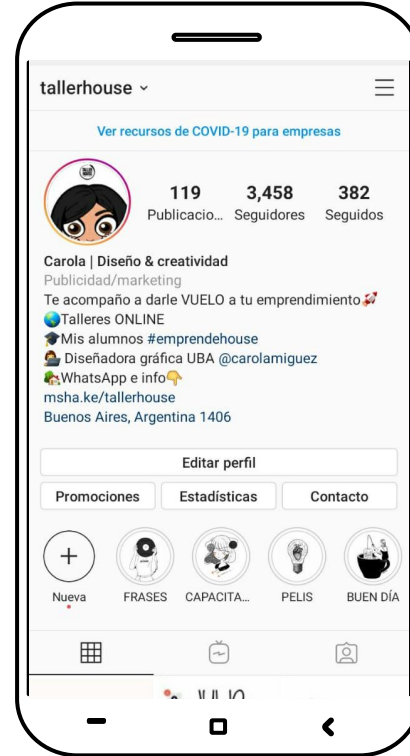 tallerhouse
Ver recursos de COVID-19 para empresas
119 3,458 382
Publicacio... Seguidores Seguidos
Carola | Diseño & creatividad
Publicidad/marketing
Te acompaño a darle VUELO a tu emprendimiento🚀
🌎Talleres ONLINE
🎓Mis alumnos #emprendehouse
👩‍💻 Diseñadora gráfica UBA @carolamiguez
🏡WhatsApp e info👇
msha.ke/tallerhouse
Buenos Aires, Argentina 1406
Editar perfil
Promociones Estadísticas Contacto
Nueva FRASES CAPACITA... PELIS BUEN DÍA